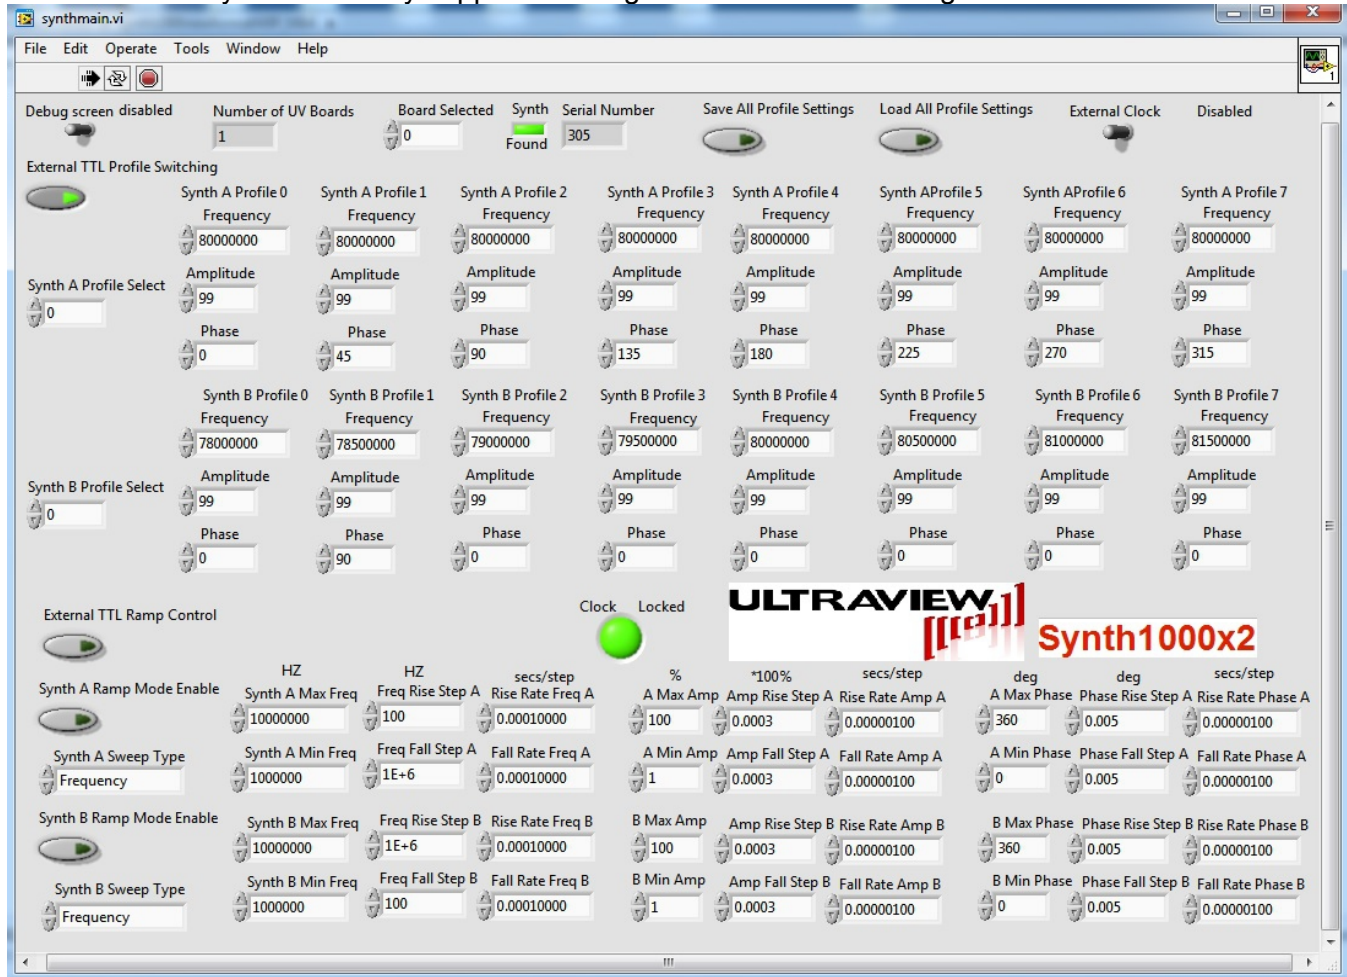 synthmain.vi
File Edit Operate Tools Window Help
1
Debug screen disabled Number of UV Boards Board Selected Synth Serial Number Save All Profile Settings Load All Profile Settings External Clock Disabled
1 0 Found 305
External TTL Profile Switching
Synth A Profile 0 Synth A Profile 1 Synth A Profile 2 Synth A Profile 3 Synth A Profile 4 Synth AProfile 5 Synth AProfile 6 Synth A Profile 7
Frequency Frequency Frequency Frequency Frequency Frequency Frequency Frequency
80000000 80000000 80000000 80000000 80000000 80000000 80000000 80000000
Synth A Profile Select Amplitude Amplitude Amplitude Amplitude Amplitude Amplitude Amplitude Amplitude
0 99 99 99 99 99 99 99 99
Phase Phase Phase Phase Phase Phase Phase Phase
0 45 90 135 180 225 270 315
Synth B Profile 0 Synth B Profile 1 Synth B Profile 2 Synth B Profile 3 Synth B Profile 4 Synth B Profile 5 Synth B Profile 6 Synth B Profile 7
Frequency Frequency Frequency Frequency Frequency Frequency Frequency Frequency
78000000 78500000 79000000 79500000 80000000 80500000 81000000 81500000
Synth B Profile Select Amplitude Amplitude Amplitude Amplitude Amplitude Amplitude Amplitude Amplitude
0 99 99 99 99 99 99 99 99
Phase Phase Phase Phase Phase Phase Phase Phase
0 90 0 0 0 0 0 0
External TTL Ramp Control Clock Locked ULTRAVIEW Synth1000x2
HZ HZ secs/step % *100% secs/step deg deg secs/step
Synth A Ramp Mode Enable Synth A Max Freq Freq Rise Step A Rise Rate Freq A A Max Amp Amp Rise Step A Rise Rate Amp A A Max Phase Phase Rise Step A Rise Rate Phase A
10000000 100 0.00010000 100 0.0003 0.00000100 360 0.005 0.00000100
Synth A Sweep Type Synth A Min Freq Freq Fall Step A Fall Rate Freq A A Min Amp Amp Fall Step A Fall Rate Amp A A Min Phase Phase Fall Step A Fall Rate Phase A
Frequency 1000000 1E+6 0.00010000 1 0.0003 0.00000100 0 0.005 0.00000100
Synth B Ramp Mode Enable Synth B Max Freq Freq Rise Step B Rise Rate Freq B B Max Amp Amp Rise Step B Rise Rate Amp B B Max Phase Phase Rise Step B Rise Rate Phase B
10000000 1E+6 0.00010000 100 0.0003 0.00000100 360 0.005 0.00000100
Synth B Sweep Type Synth B Min Freq Freq Fall Step B Fall Rate Freq B B Min Amp Amp Fall Step B Fall Rate Amp B B Min Phase Phase Fall Step B Fall Rate Phase B
Frequency 1000000 100 0.00010000 1 0.0003 0.00000100 0 0.005 0.00000100